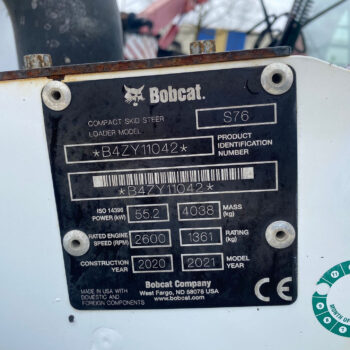 Bobcat.
COMPACT SKID STEER
LOADER MODEL
S76
*B4ZY11042*
PRODUCT
IDENTIFICATION
NUMBER
*B4ZY11042*
ISO 14396
POWER (kW)
55.2
4038
MASS
(kg)
RATED ENGINE
SPEED (RPM)
2600
1361
RATING
(kg)
CONSTRUCTION
YEAR
2020
2021
MODEL
YEAR
MADE IN USA WITH
DOMESTIC AND
FOREIGN COMPONENTS
Bobcat Company
West Fargo, ND 58078 USA
www.bobcat.com
CE